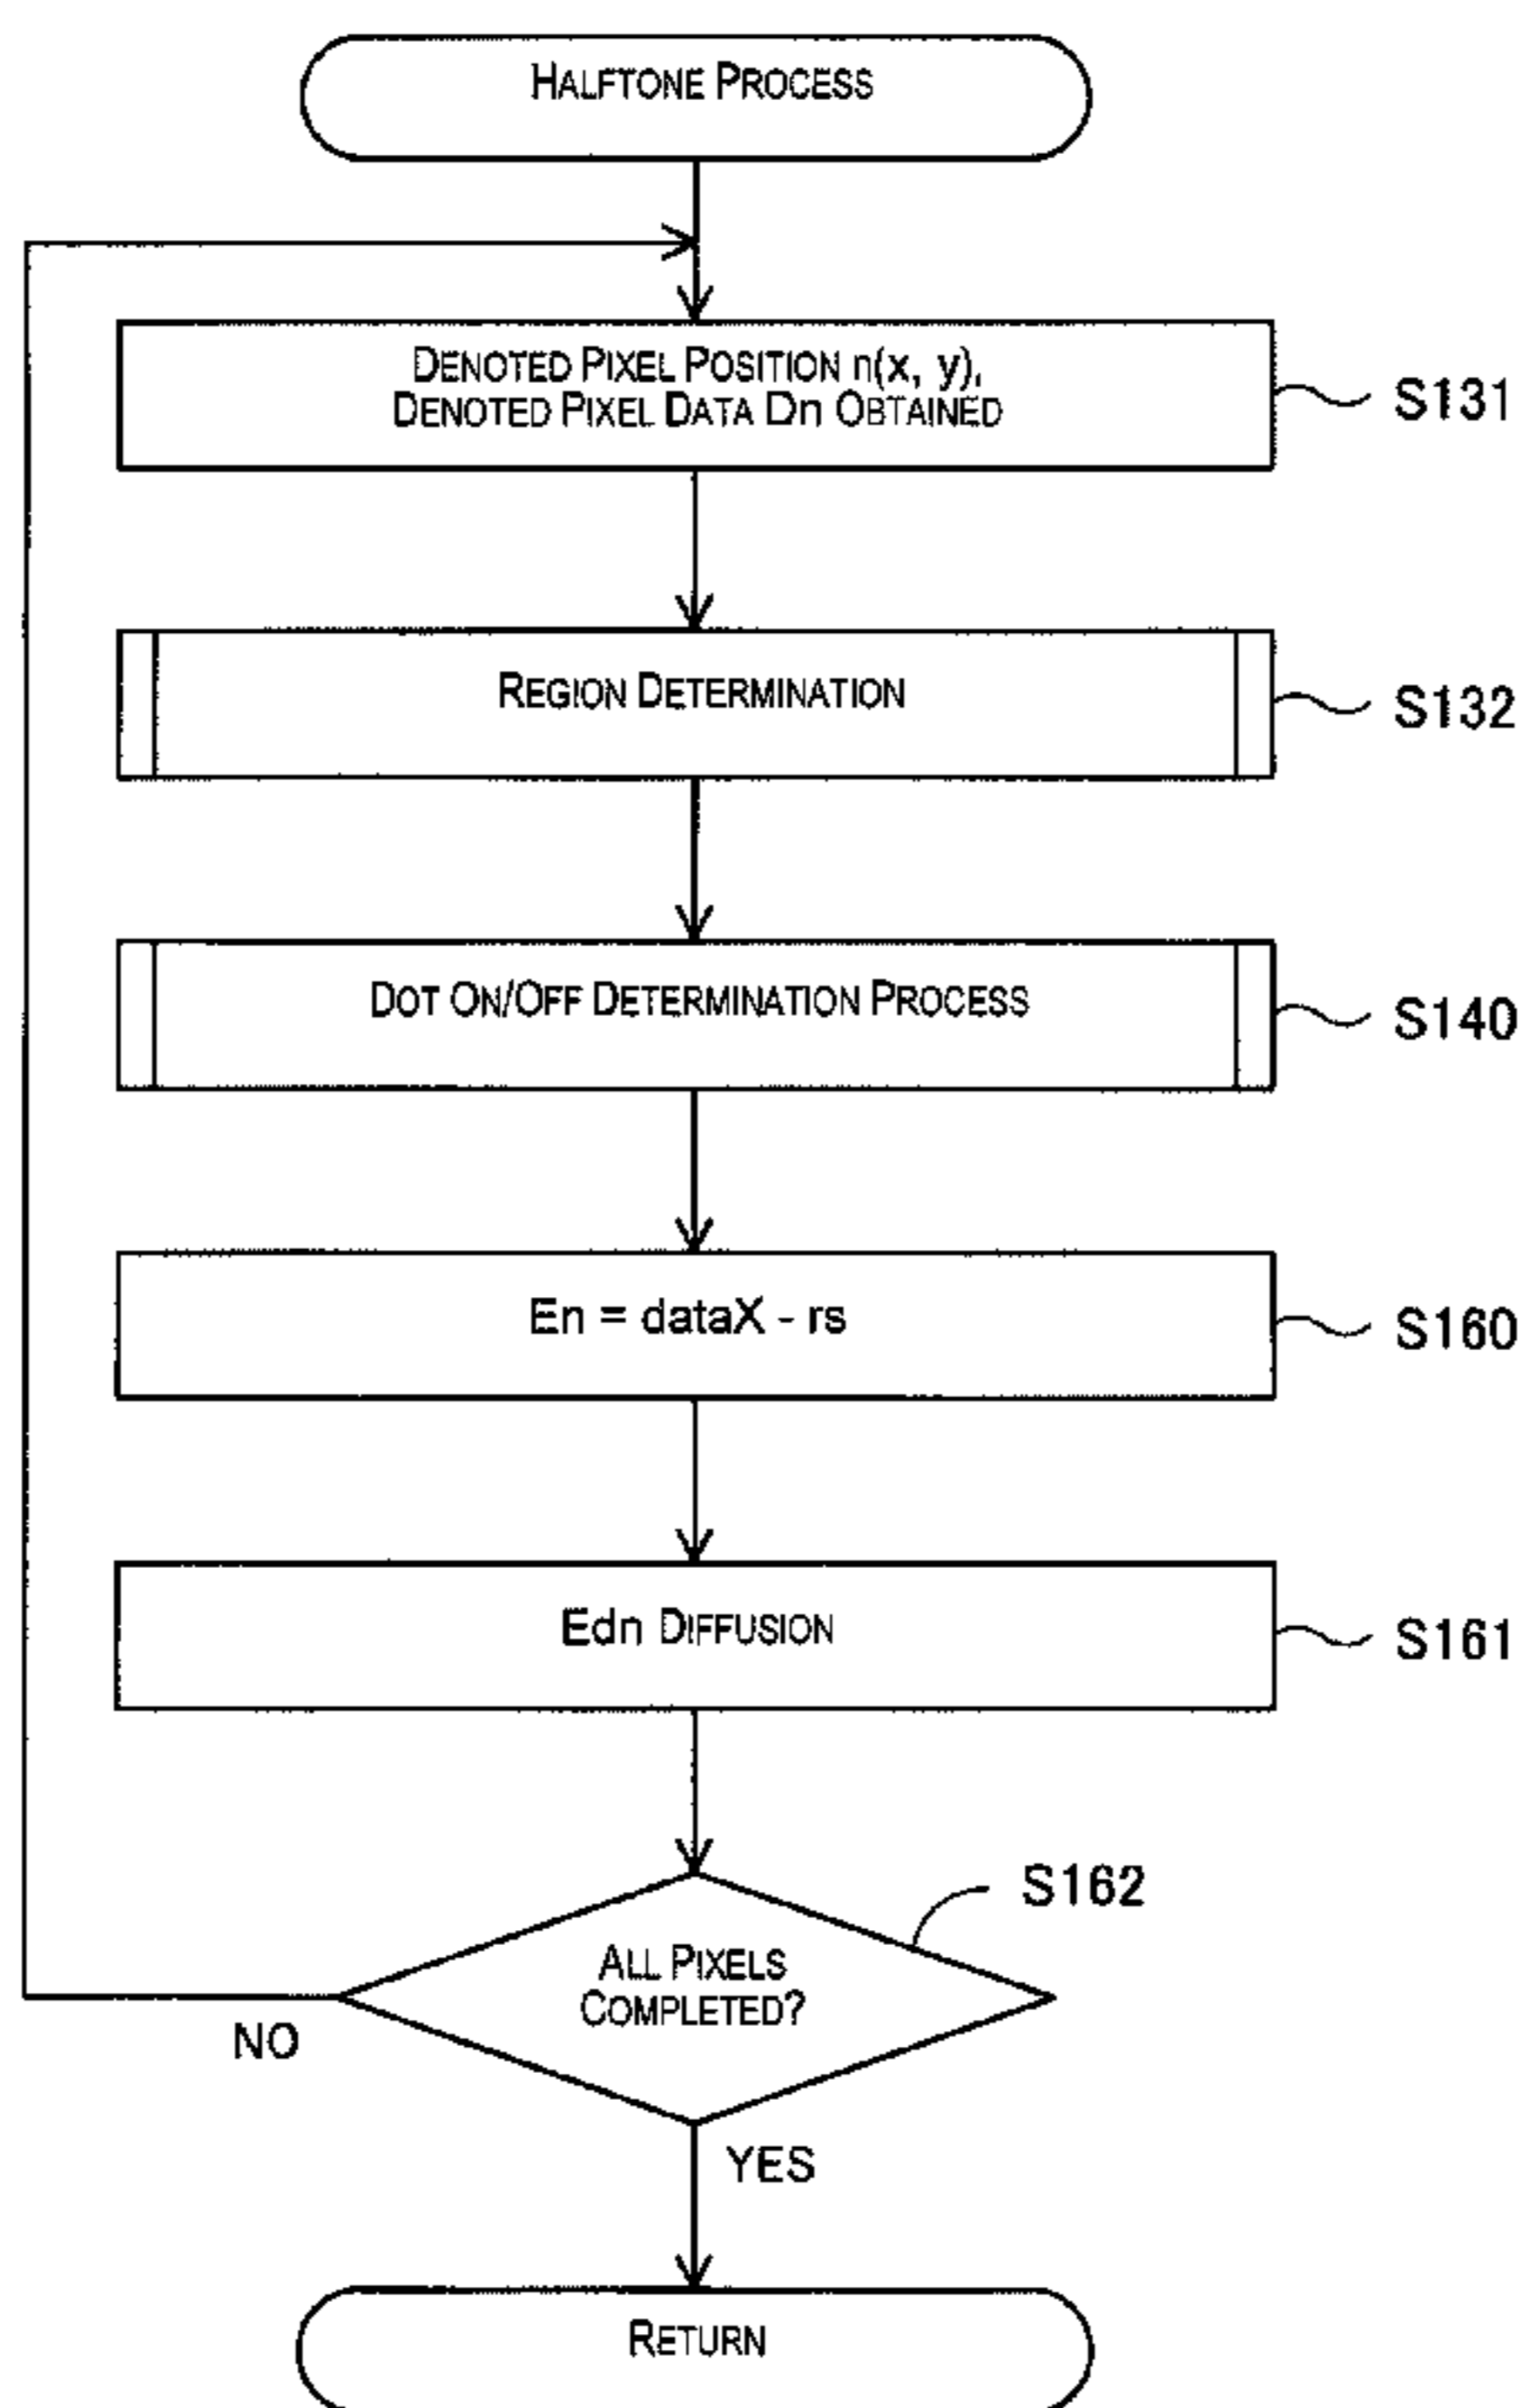 HALFTONE PROCESS
DENOTED PIXEL POSITION n(x, y),
DENOTED PIXEL DATA Dn OBTAINED
S131
REGION DETERMINATION
S132
DOT ON/OFF DETERMINATION PROCESS
S140
En = dataX - rs
S160
Edn DIFFUSION
S161
S162
ALL PIXELS
COMPLETED?
NO
YES
RETURN